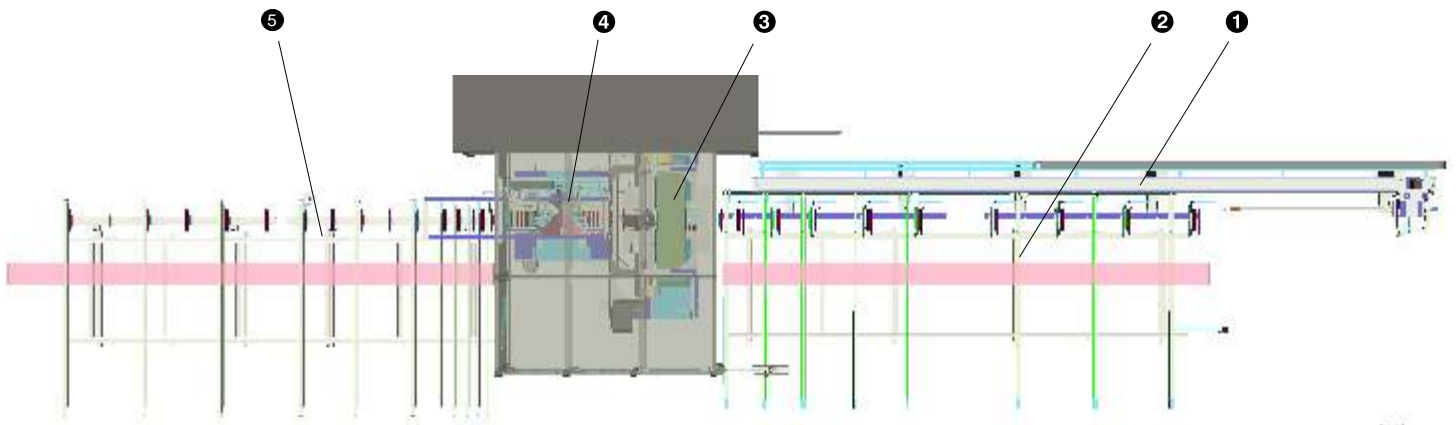 ❺ ❹ ❸ ❷ ❶